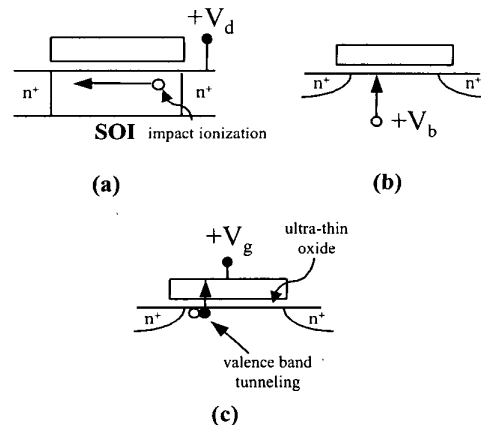 +V_d
n⁺
n⁺
SOI impact ionization
(a)
n⁺
n⁺
+V_b
(b)
+V_g
ultra-thin
oxide
n⁺
n⁺
valence band
tunneling
(c)